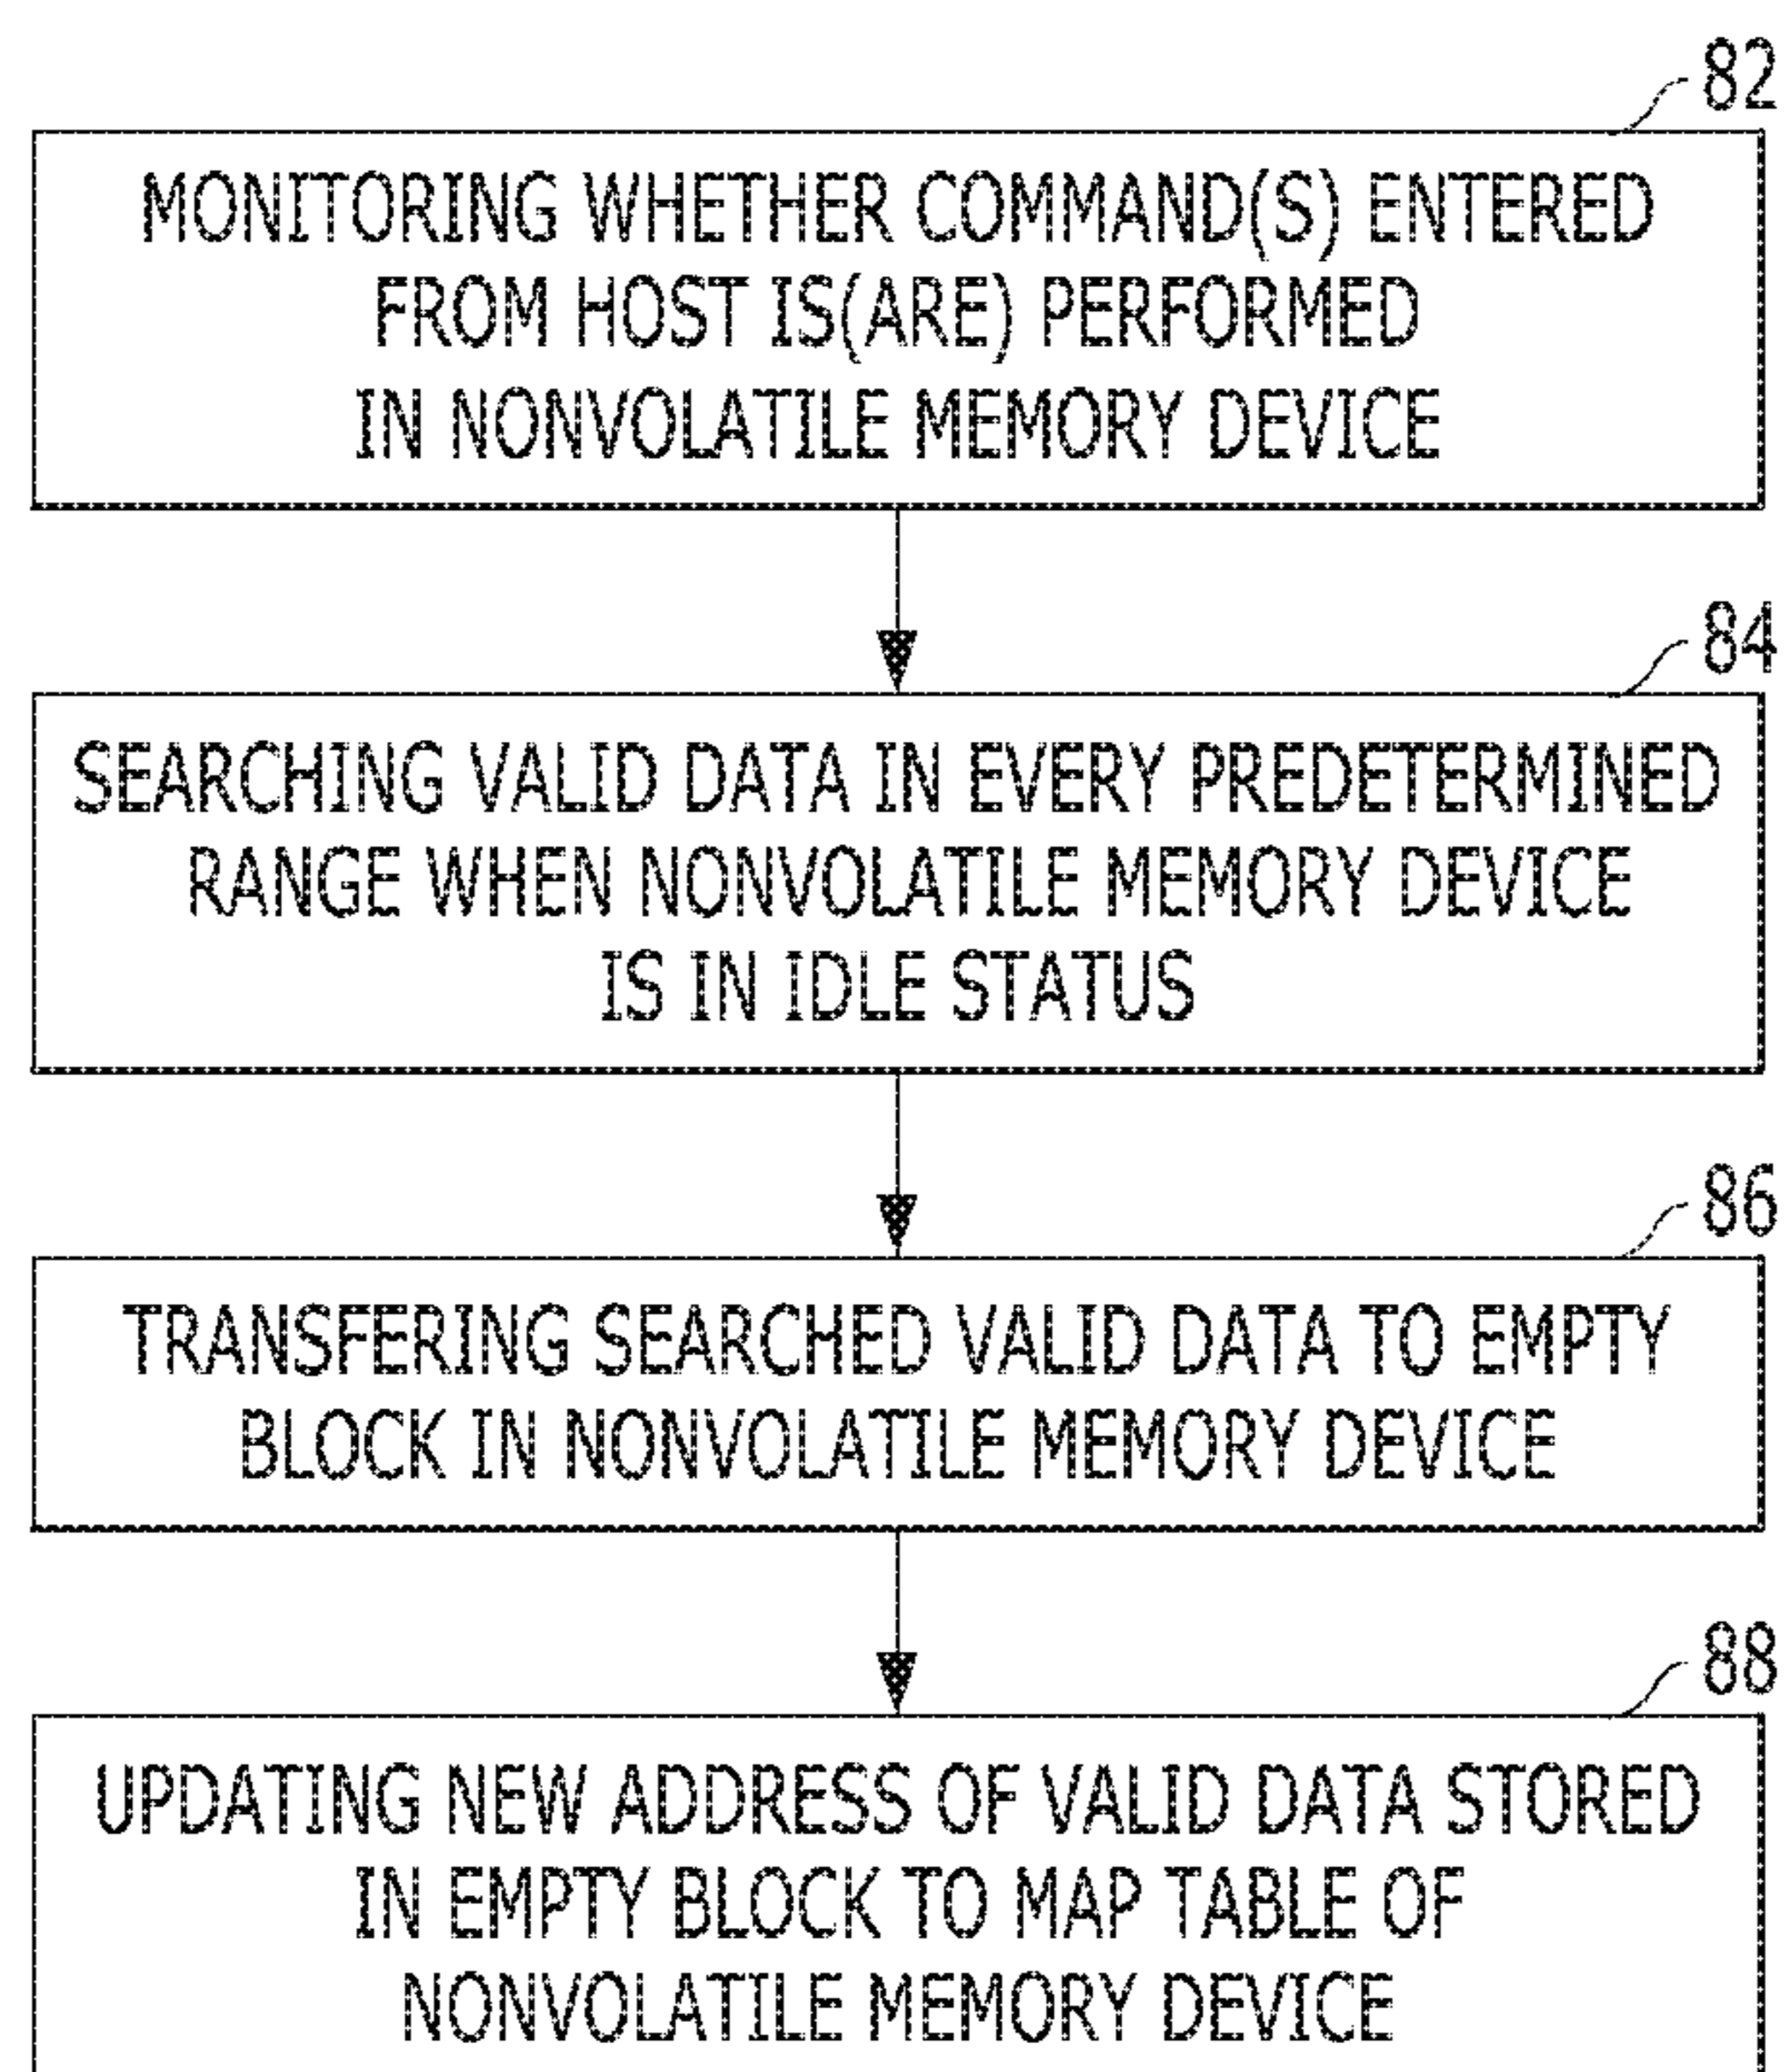 82
MONITORING WHETHER COMMAND(S) ENTERED
FROM HOST IS(ARE) PERFORMED
IN NONVOLATILE MEMORY DEVICE
84
SEARCHING VALID DATA IN EVERY PREDETERMINED
RANGE WHEN NONVOLATILE MEMORY DEVICE
IS IN IDLE STATUS
86
TRANSFERING SEARCHED VALID DATA TO EMPTY
BLOCK IN NONVOLATILE MEMORY DEVICE
88
UPDATING NEW ADDRESS OF VALID DATA STORED
IN EMPTY BLOCK TO MAP TABLE OF
NONVOLATILE MEMORY DEVICE